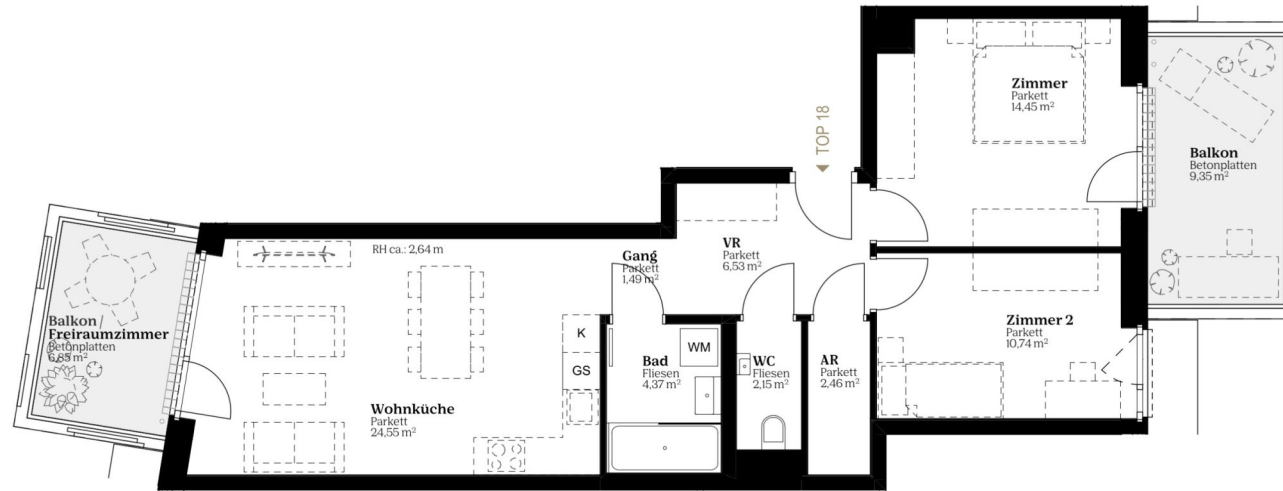 Zimmer
Parkett
14,45 m²
TOP 18
Balkon
Betonplatten
9,35 m²
RH ca.: 2,64 m
Gang
Parkett
1,49 m²
VR
Parkett
6,53 m²
Balkon /
Freiraumzimmer
Betonplatten
6,85 m²
Zimmer 2
Parkett
10,74 m²
K
GS
WM
Bad
Fliesen
4,37 m²
WC
Fliesen
2,15 m²
AR
Parkett
2,46 m²
Wohnküche
Parkett
24,55 m²